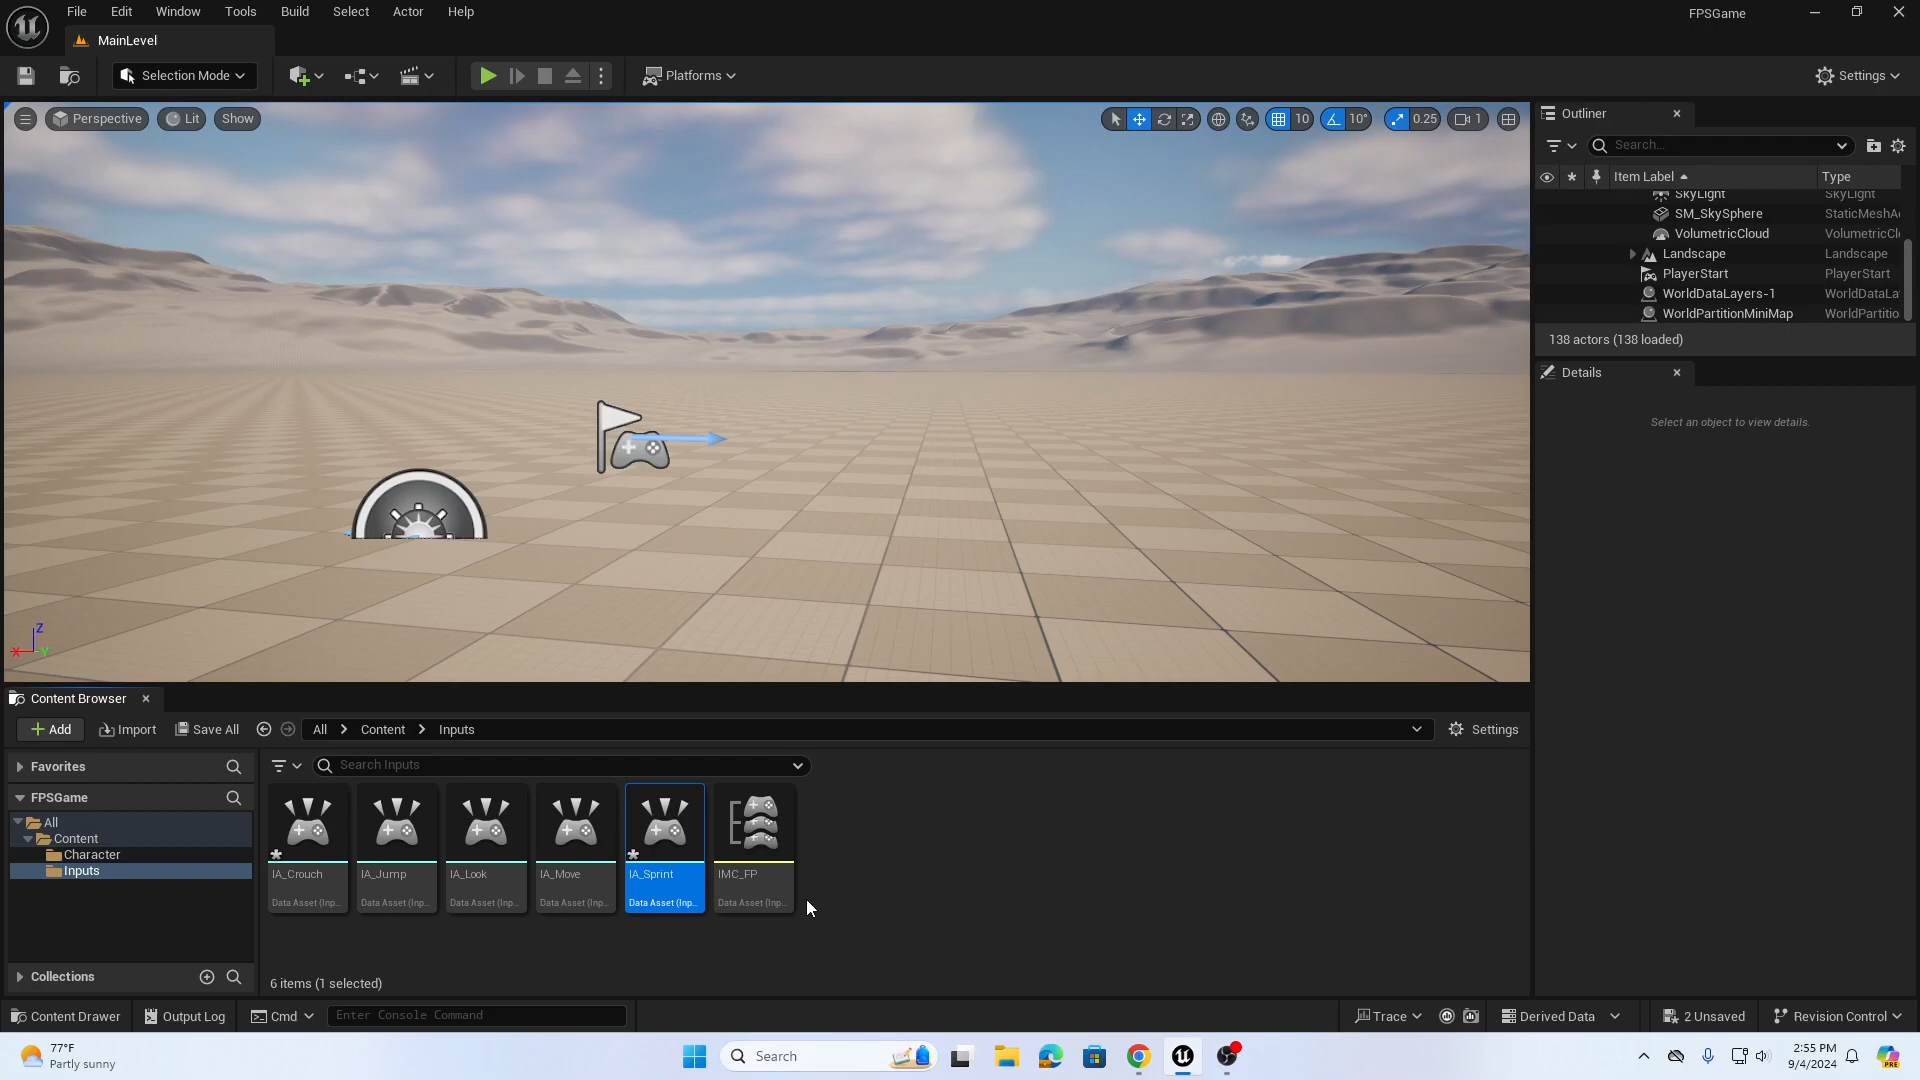 File Edit Window Tools Build Select Actor Help
FPSGame
MainLevel
Selection Mode
Platforms
Settings
Perspective
Lit
Show
10
10°
0.25
1
Outliner
Search...
Item Label
Type
SkyLight
SkyLight
SM_SkySphere
StaticMeshA
VolumetricCloud
VolumetricCl
Landscape
Landscape
PlayerStart
PlayerStart
WorldDataLayers-1
WorldDataLa
WorldPartitionMiniMap
WorldPartitio
138 actors (138 loaded)
Details
Select an object to view details.
Z
X
Y
Content Browser
Add
Import
Save All
All
Content
Inputs
Settings
Favorites
FPSGame
All
Content
Character
Inputs
Collections
Search Inputs
IA_Crouch
Data Asset (Inp...
IA_Jump
Data Asset (Inp...
IA_Look
Data Asset (Inp...
IA_Move
Data Asset (Inp...
IA_Sprint
Data Asset (Inp...
IMC_FP
Data Asset (Inp...
6 items (1 selected)
Content Drawer
Output Log
Cmd
Enter Console Command
Trace
Derived Data
2 Unsaved
Revision Control
77°F
Partly sunny
Search
2:55 PM
9/4/2024
PRE